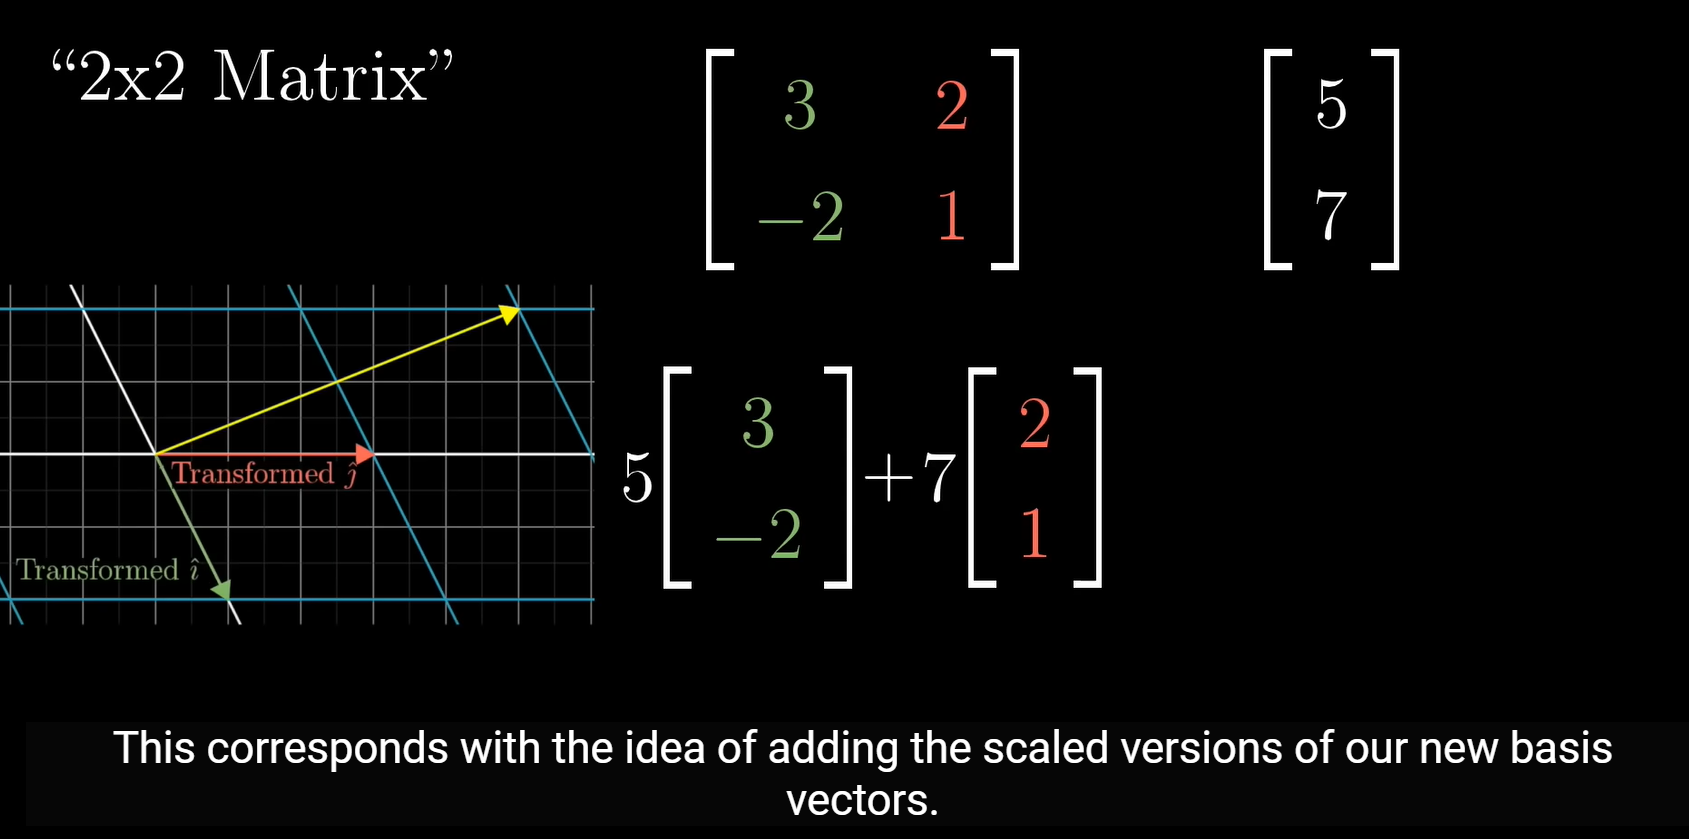 “2x2 Matrix”
[ 3 2 ] [ 5 ]
[ −2 1 ] [ 7 ]
Transformed ĵ
Transformed î
5 [ 3 ] + 7 [ 2 ]
[ −2 ] [ 1 ]
This corresponds with the idea of adding the scaled versions of our new basis
vectors.